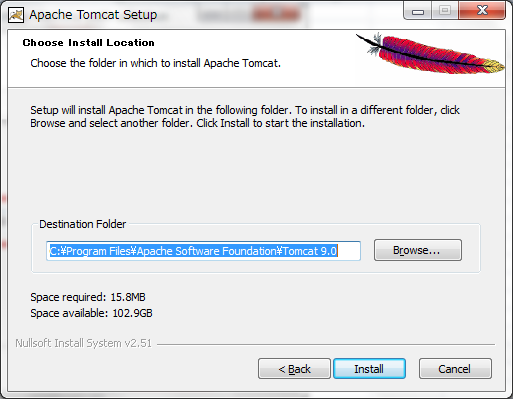 Apache Tomcat Setup
Choose Install Location
Choose the folder in which to install Apache Tomcat.
Setup will install Apache Tomcat in the following folder. To install in a different folder, click
Browse and select another folder. Click Install to start the installation.
Destination Folder
C:¥Program Files¥Apache Software Foundation¥Tomcat 9.0
Browse...
Space required: 15.8MB
Space available: 102.9GB
Nullsoft Install System v2.51
< Back
Install
Cancel